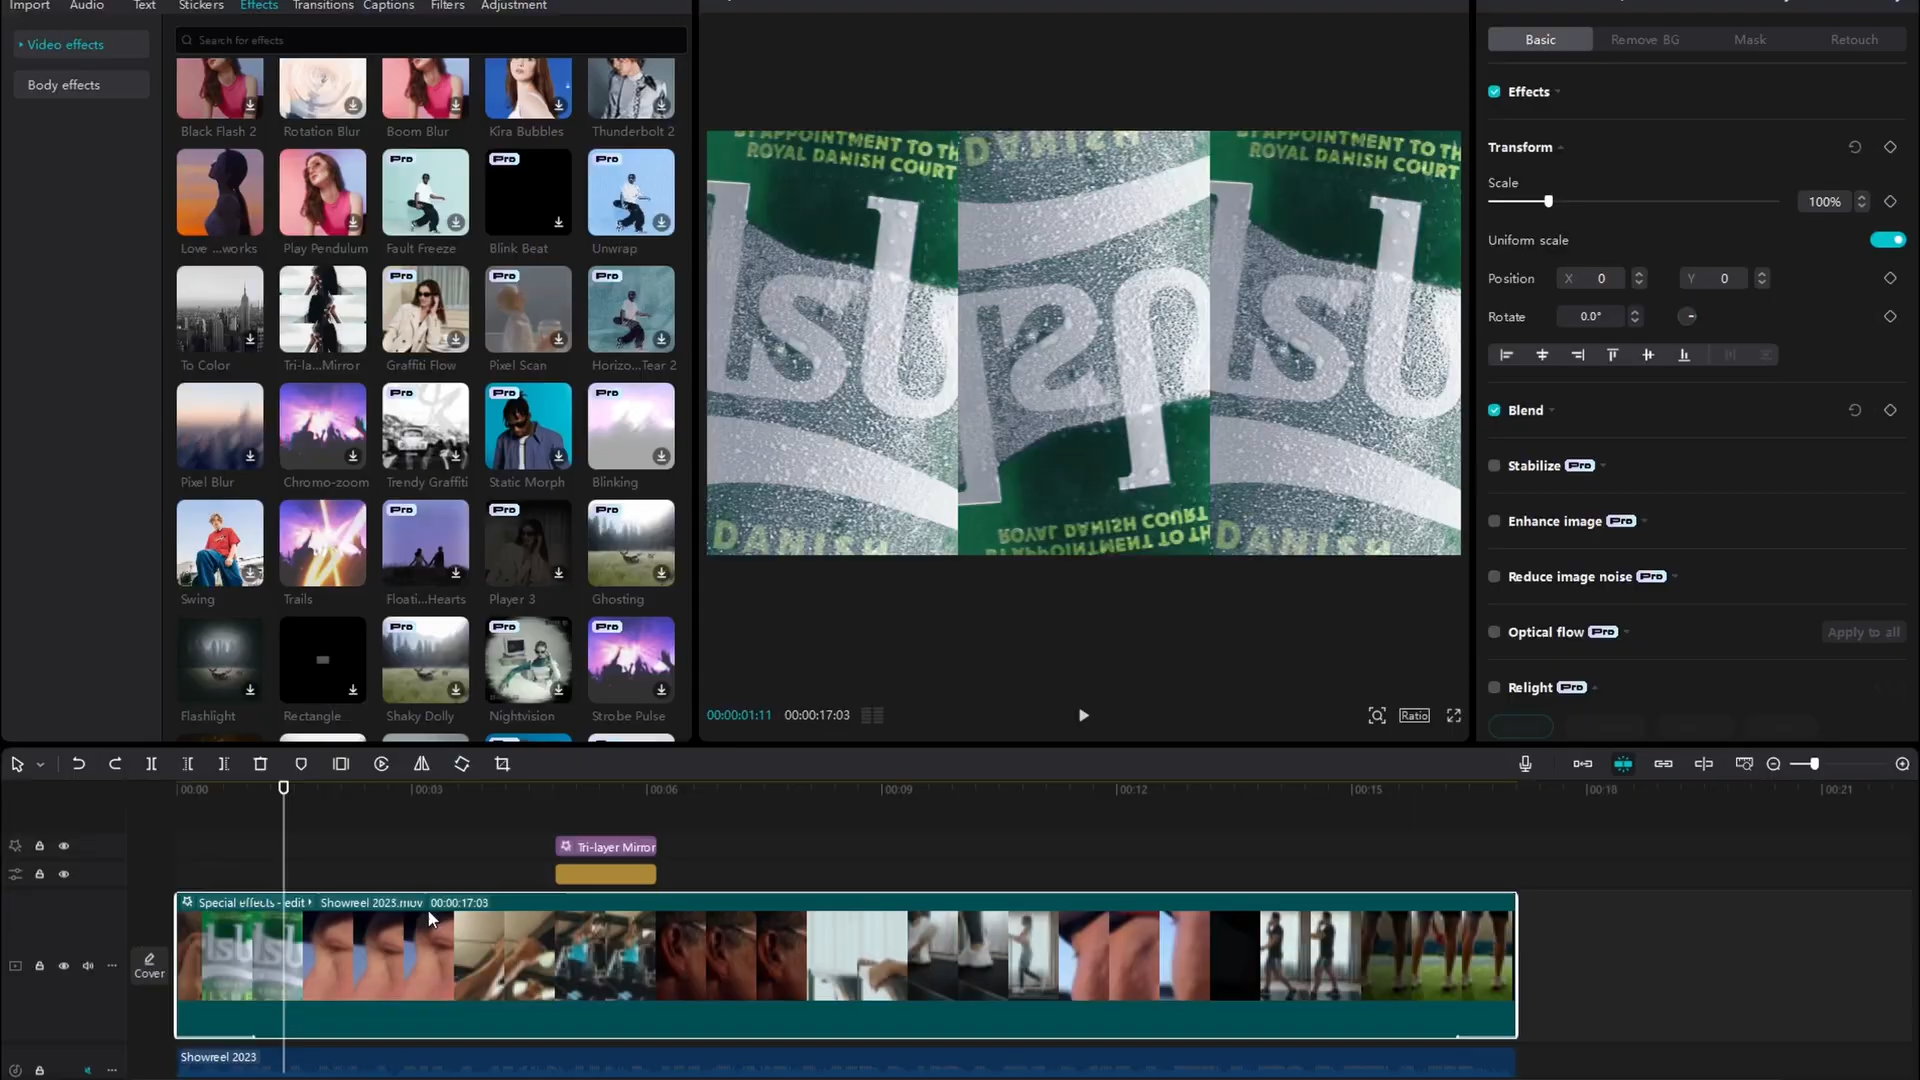 Import Audio Text Stickers Effects Transitions Captions Filters Adjustment
Video effects
Body effects
Search for effects
Black Flash 2 Rotation Blur Boom Blur Kira Bubbles Thunderbolt 2
Pro Pro Pro
Love ...works Play Pendulum Fault Freeze Blink Beat Unwrap
Pro Pro Pro
To Color Tri-la...Mirror Graffiti Flow Pixel Scan Horizo...Tear 2
Pro Pro Pro
Pixel Blur Chromo-zoom Trendy Graffiti Static Morph Blinking
Pro Pro Pro
Swing Trails Floati...Hearts Player 3 Ghosting
Pro Pro Pro
Flashlight Rectangle... Shaky Dolly Nightvision Strobe Pulse
BY APPOINTMENT TO TH
ROYAL DANISH COURT
DANISH
DANISH
ROYAL DANISH COURT
BY APPOINTMENT TO TH
BY APPOINTMENT TO TH
ROYAL DANISH COURT
DANISH
00:00:01:11 00:00:17:03
Ratio
Basic Remove BG Mask Retouch
Effects
Transform
Scale
100%
Uniform scale
Position X 0 Y 0
Rotate 0.0°
Blend
Stabilize Pro
Enhance image Pro
Reduce image noise Pro
Optical flow Pro Apply to all
Relight Pro
00:00 00:03 00:06 00:09 00:12 00:15 00:18 00:21
Tri-layer Mirror
Special effects - edit Showreel 2023.mov 00:00:17:03
Cover
Showreel 2023